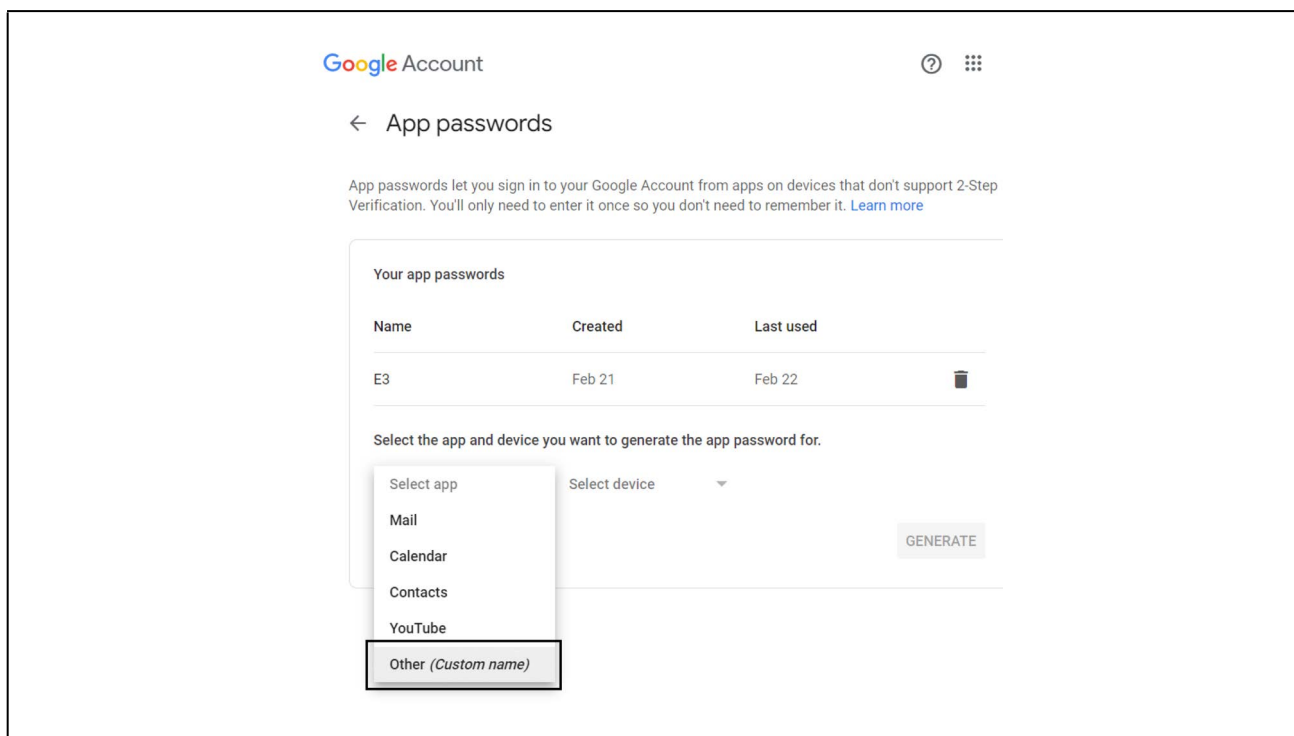 Google Account
App passwords
App passwords let you sign in to your Google Account from apps on devices that don't support 2-Step
Verification. You'll only need to enter it once so you don't need to remember it. Learn more
Your app passwords
Name Created Last used
E3 Feb 21 Feb 22
Select the app and device you want to generate the app password for.
Select app Select device
Mail
GENERATE
Calendar
Contacts
YouTube
Other (Custom name)